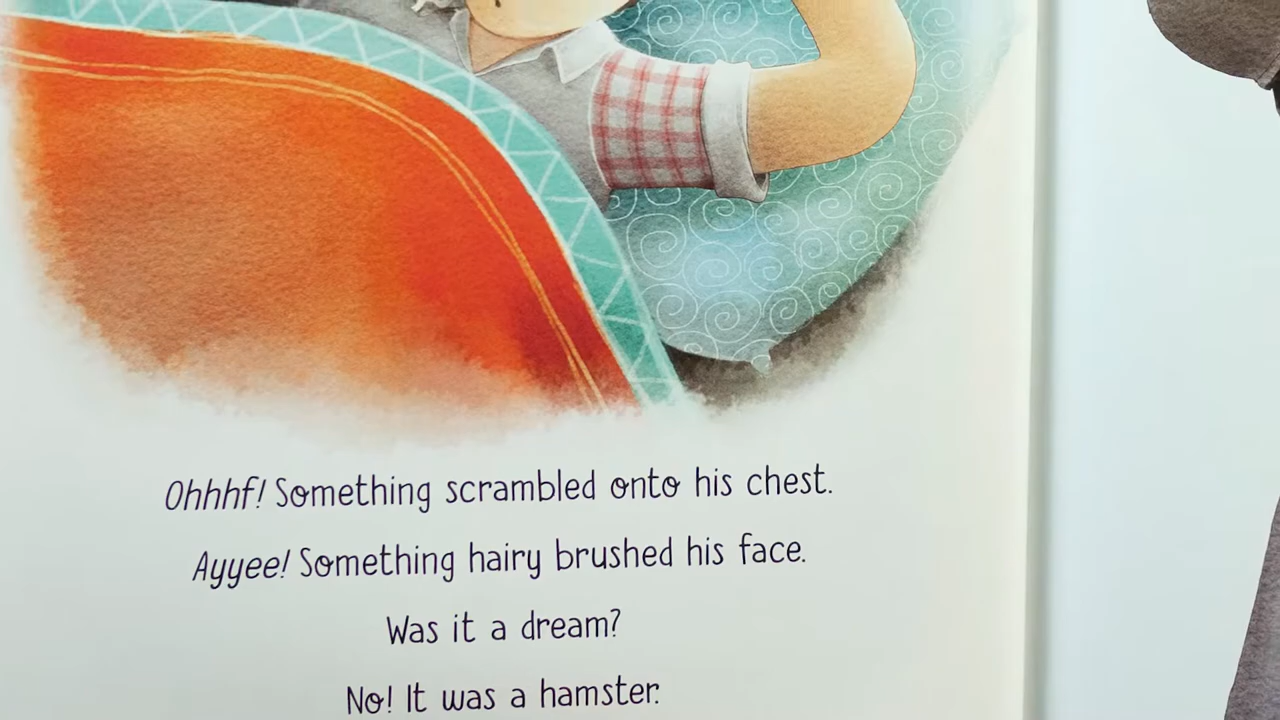 Ohhhf! Something scrambled onto his chest.
Ayyee! Something hairy brushed his face.
Was it a dream?
No! It was a hamster.